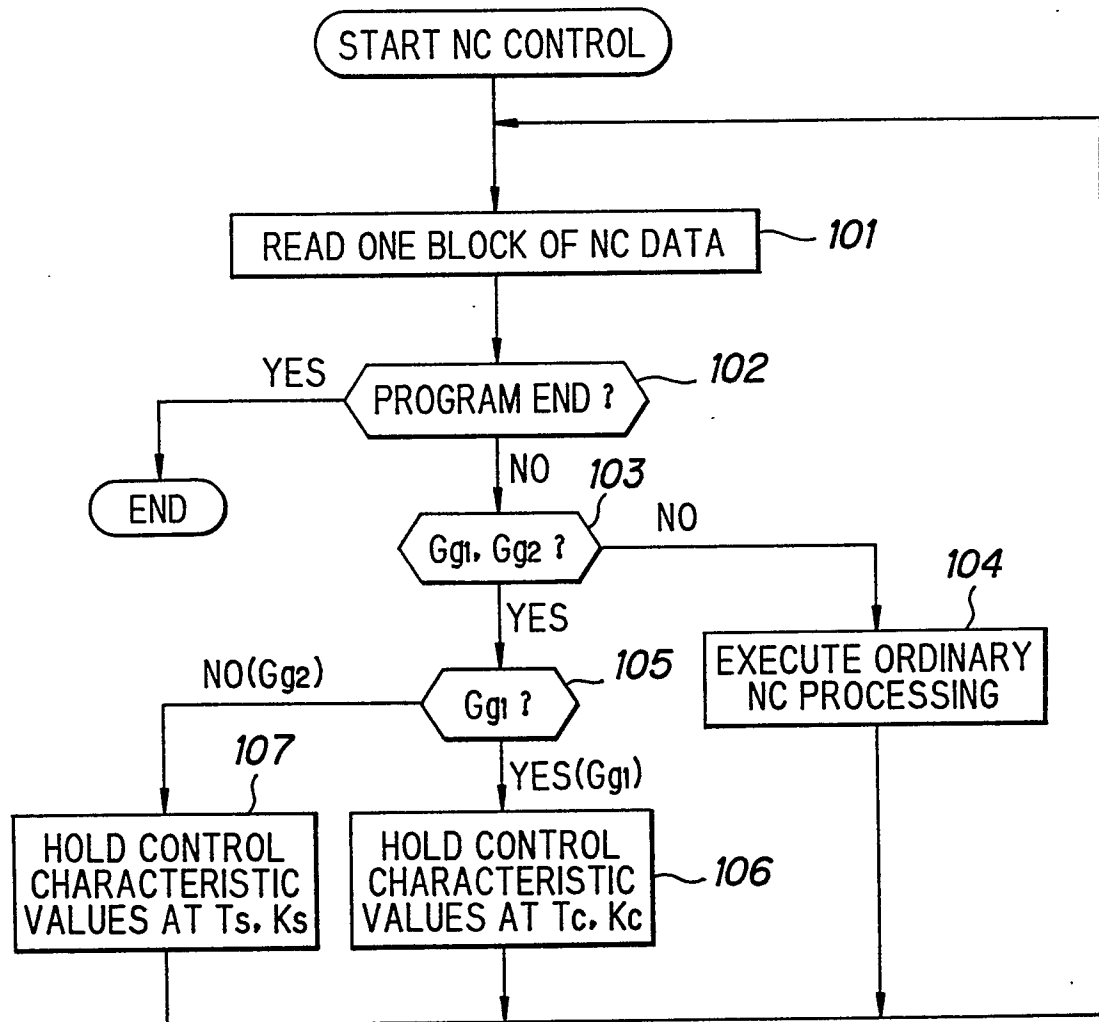 START NC CONTROL
READ ONE BLOCK OF NC DATA
101
YES
PROGRAM END ?
102
NO
END
103
Gg1, Gg2 ?
NO
YES
104
EXECUTE ORDINARY
NC PROCESSING
NO(Gg2)
Gg1 ?
105
107
YES(Gg1)
HOLD CONTROL
CHARACTERISTIC
VALUES AT Ts, Ks
HOLD CONTROL
CHARACTERISTIC
VALUES AT Tc, Kc
106